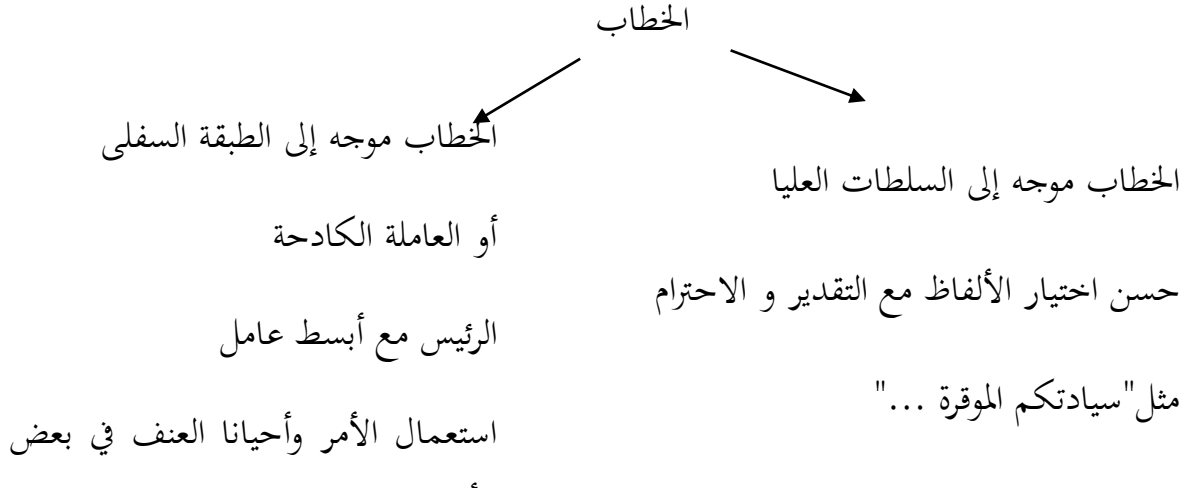 الخطاب
الخطاب موجه إلى السلطات العليا
حسن اختيار الألفاظ مع التقدير و الاحترام
مثل"سيادتكم الموقرة ..."
الخطاب موجه إلى الطبقة السفلى
أو العاملة الكادحة
الرئيس مع أبسط عامل
استعمال الأمر وأحيانا العنف في بعض